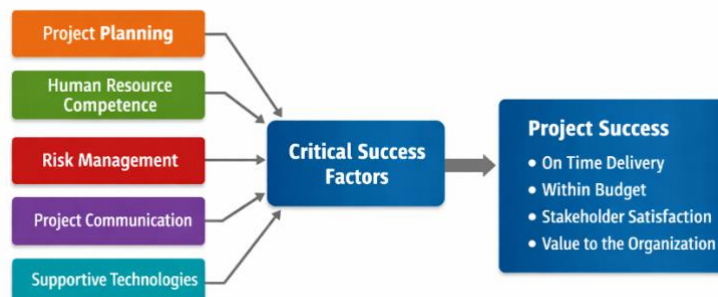 Project Planning
Human Resource
Competence
Risk Management
Project Communication
Supportive Technologies
Critical Success
Factors
Project Success
• On Time Delivery
• Within Budget
• Stakeholder Satisfaction
• Value to the Organization